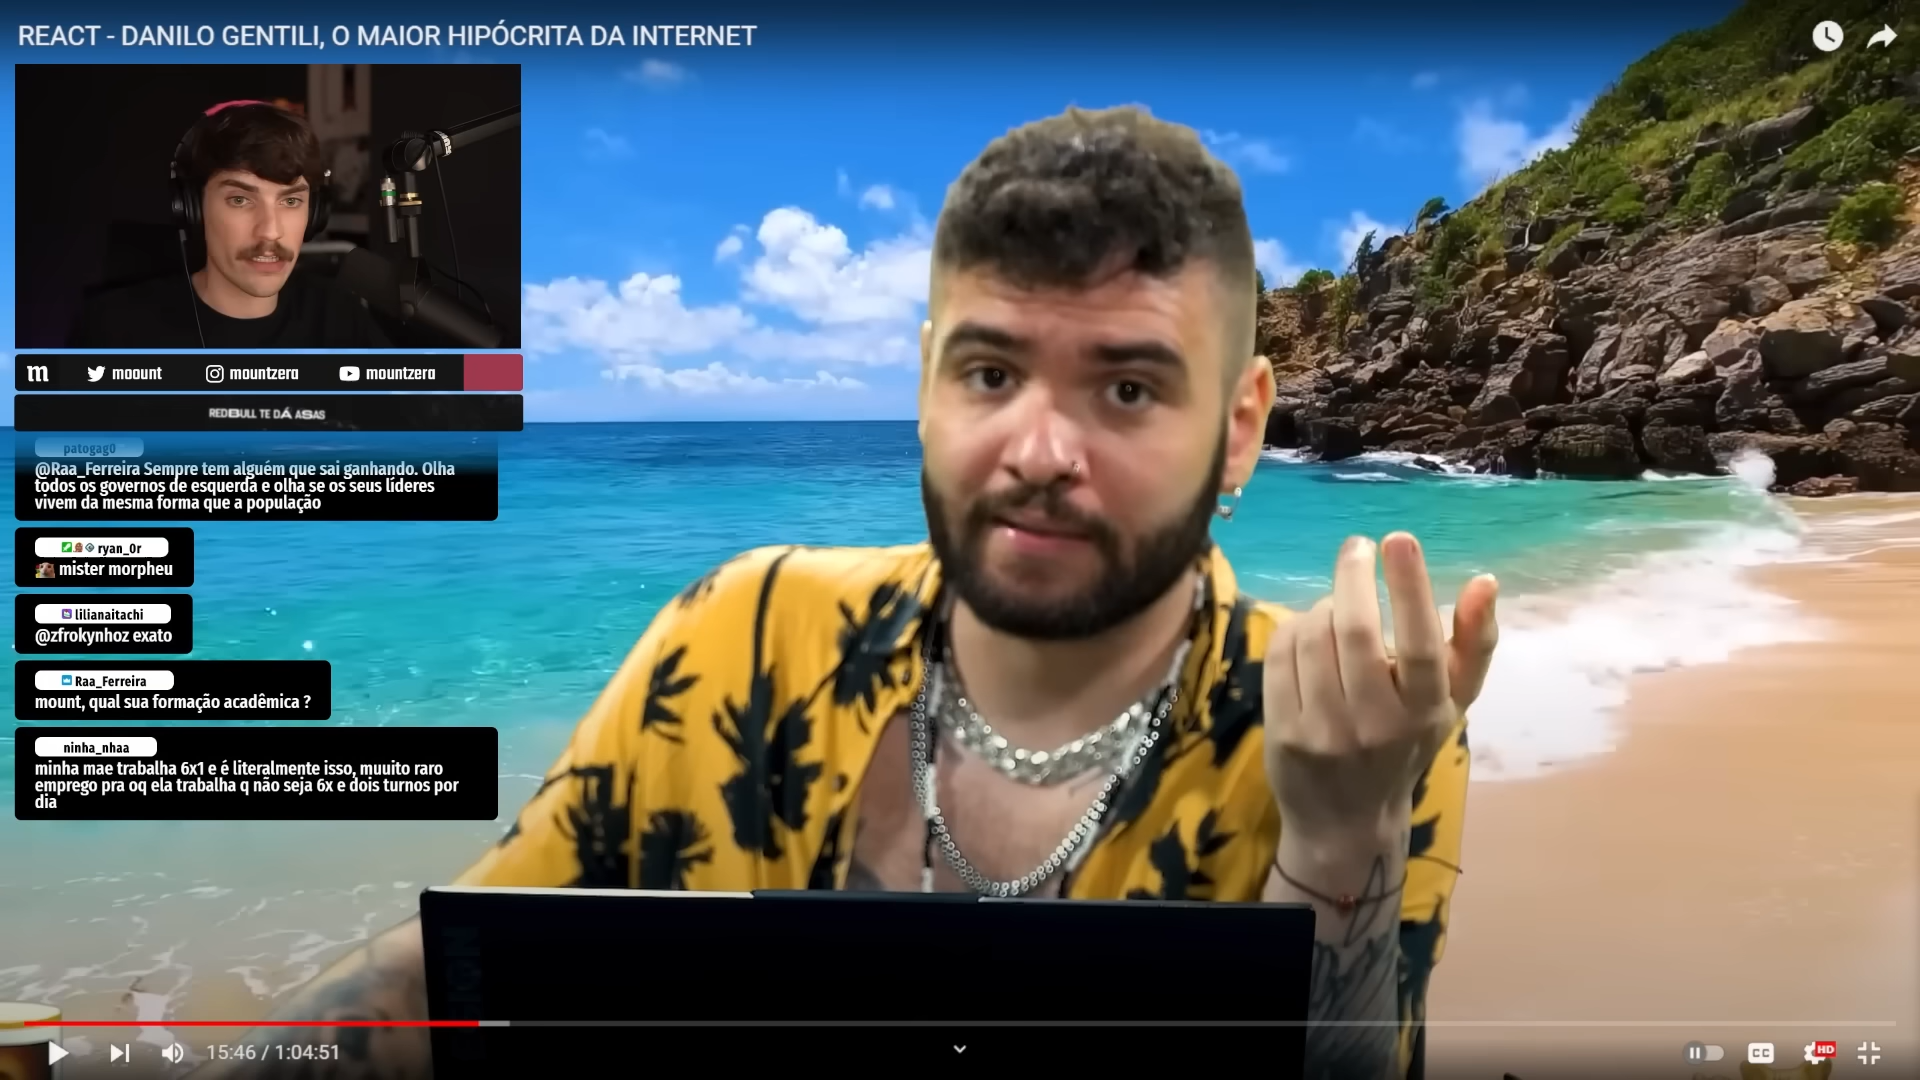 REACT - DANILO GENTILI, O MAIOR HIPÓCRITA DA INTERNET
m moount mountzera mountzera
REDBULL TE DÁ ASAS
patogag0
@Raa_Ferreira Sempre tem alguém que sai ganhando. Olha
todos os governos de esquerda e olha se os seus líderes
vivem da mesma forma que a população
ryan_0r
mister morpheu
lilianaitachi
@zfrokynhoz exato
Raa_Ferreira
mount, qual sua formação acadêmica ?
ninha_nhaa
minha mae trabalha 6x1 e é literalmente isso, muuito raro
emprego pra oq ela trabalha q não seja 6x e dois turnos por
dia
15:46 / 1:04:51
CC HD